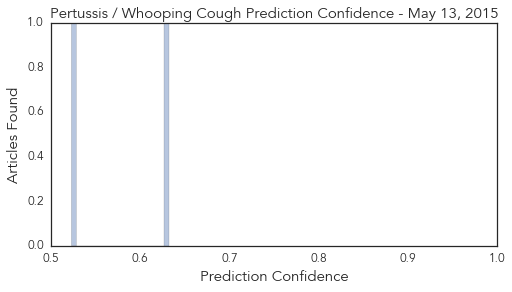 Pertussis / Whooping Cough Prediction Confidence - May 13, 2015
1.0
0.8
0.6
0.4
0.2
0.0
Articles Found
0.5 0.6 0.7 0.8 0.9 1.0
Prediction Confidence